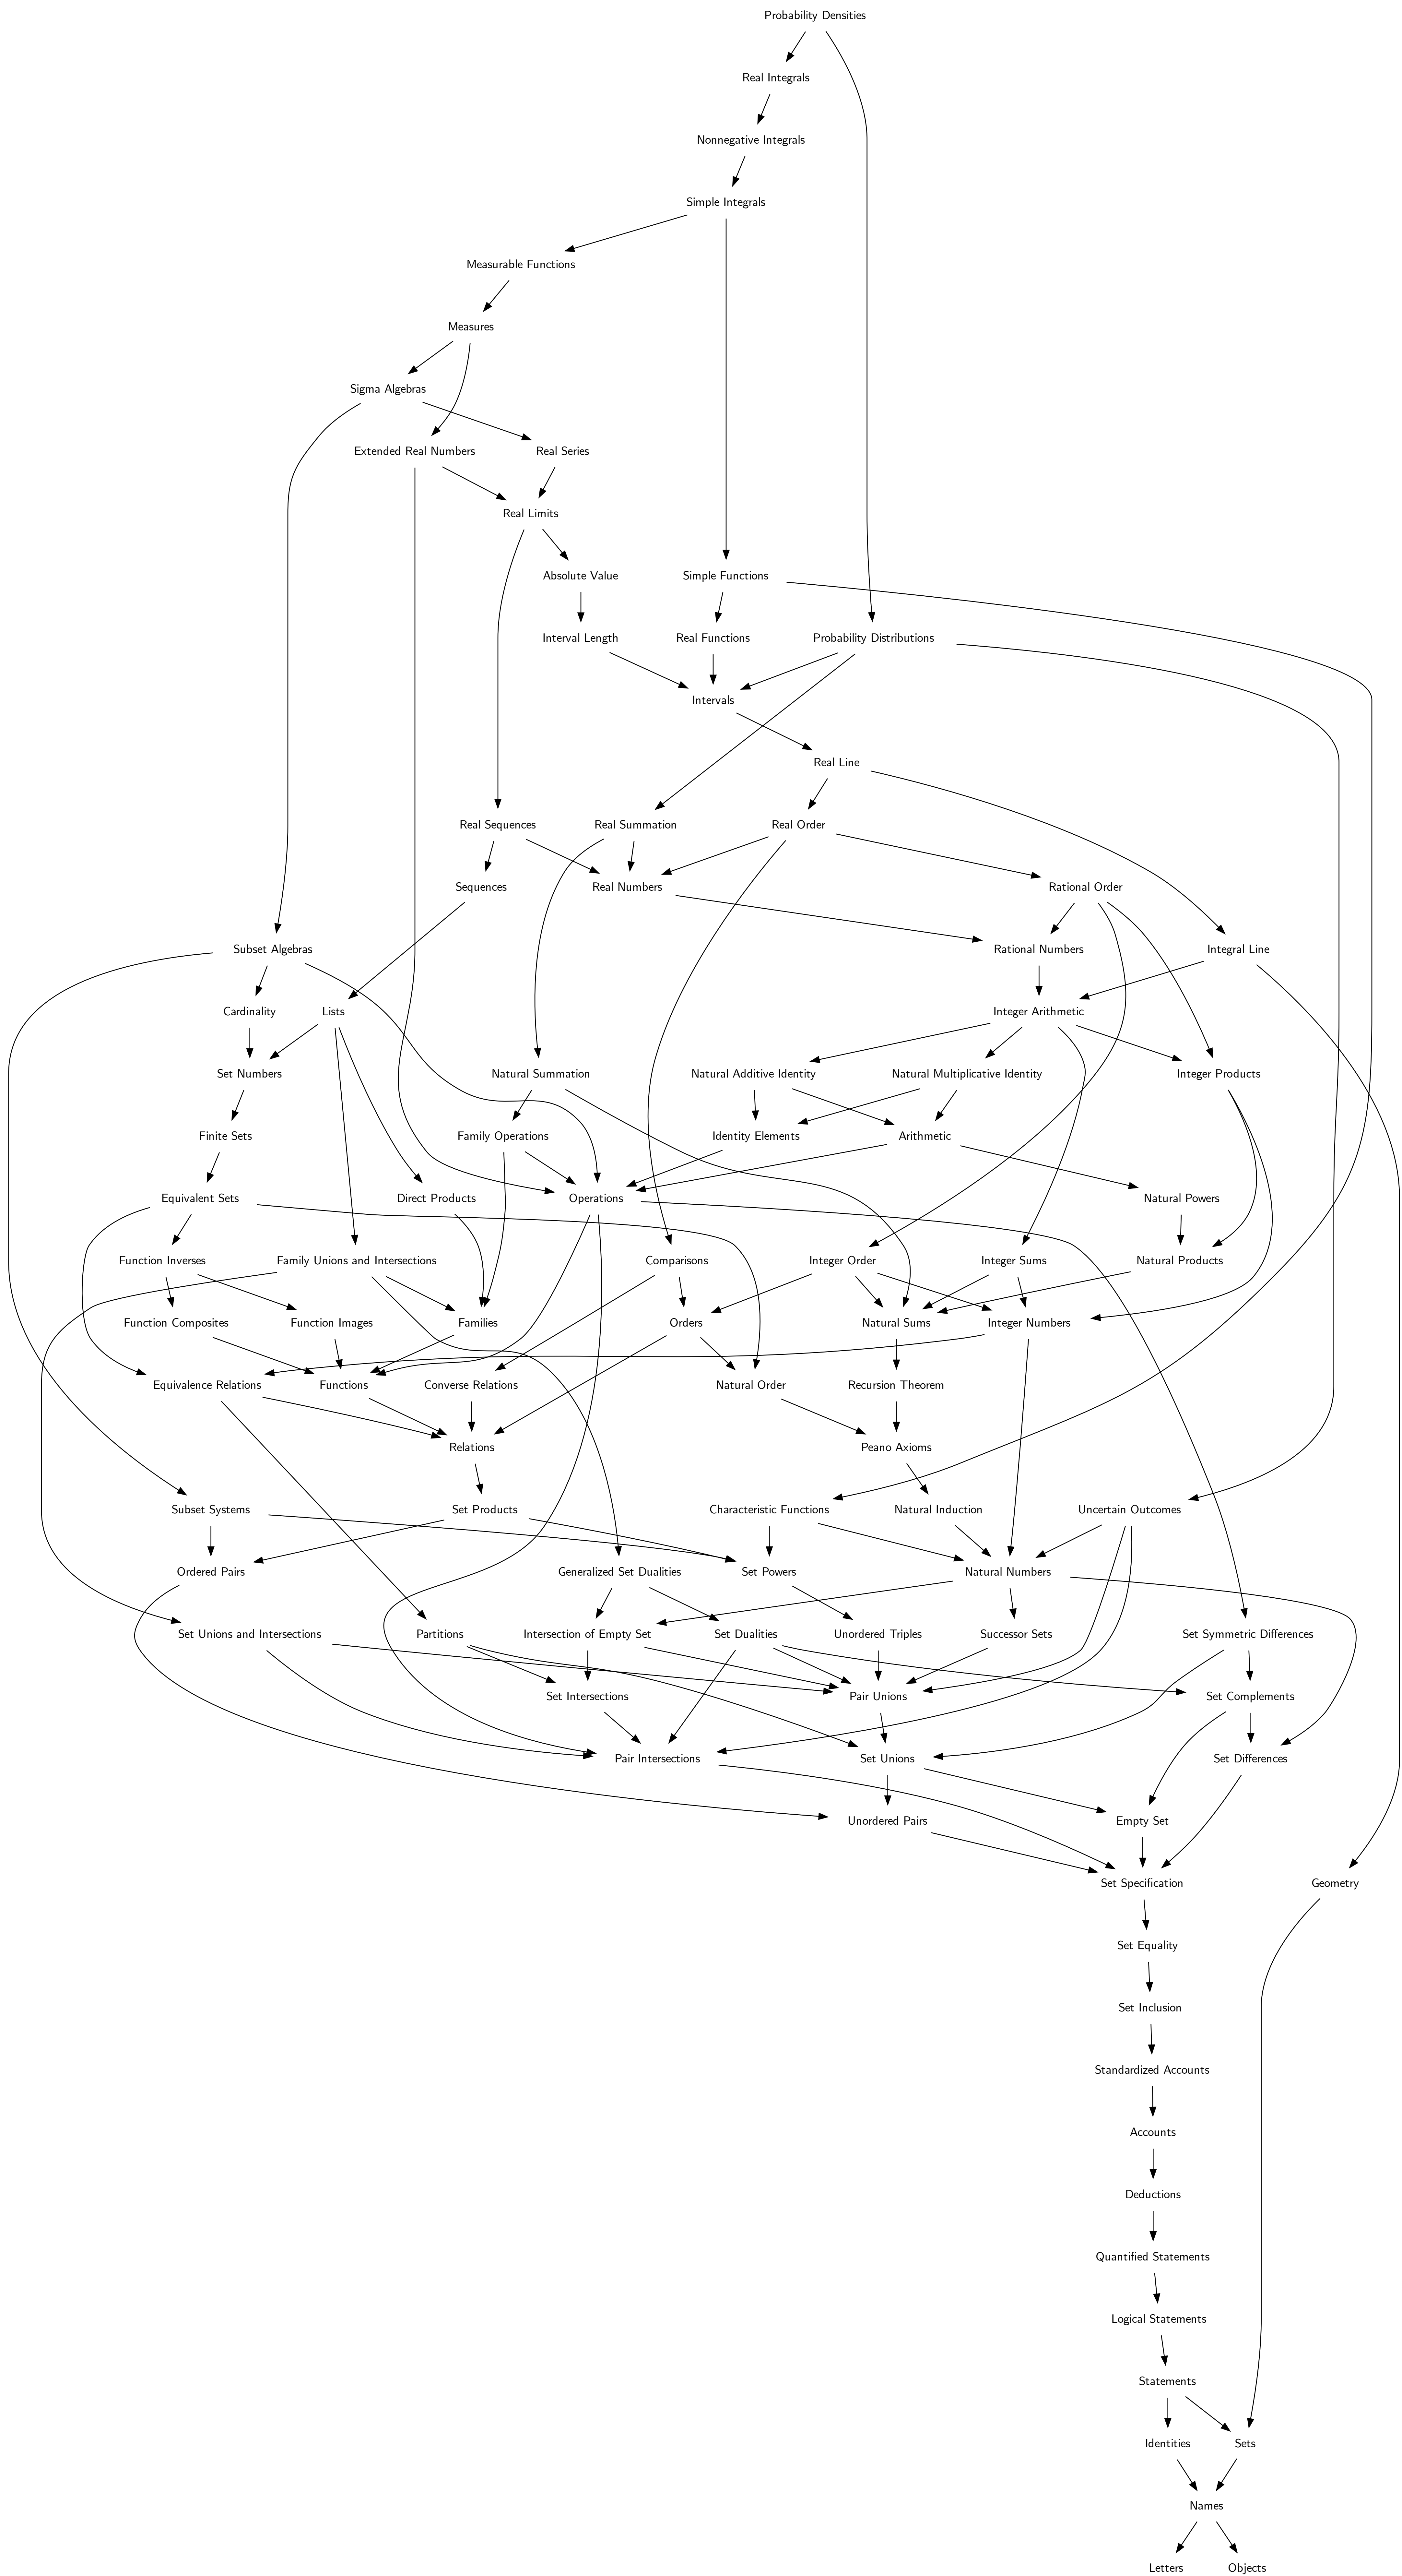 Probability Densities
Real Integrals
Nonnegative Integrals
Simple Integrals
Measurable Functions
Measures
Sigma Algebras
Extended Real Numbers
Real Series
Real Limits
Absolute Value
Simple Functions
Interval Length
Real Functions
Probability Distributions
Intervals
Real Line
Real Sequences
Real Summation
Real Order
Sequences
Real Numbers
Rational Order
Subset Algebras
Rational Numbers
Integral Line
Cardinality
Lists
Integer Arithmetic
Set Numbers
Natural Summation
Natural Additive Identity
Natural Multiplicative Identity
Integer Products
Finite Sets
Family Operations
Identity Elements
Arithmetic
Equivalent Sets
Direct Products
Operations
Natural Powers
Function Inverses
Family Unions and Intersections
Comparisons
Integer Order
Integer Sums
Natural Products
Function Composites
Function Images
Families
Orders
Natural Sums
Integer Numbers
Equivalence Relations
Functions
Converse Relations
Natural Order
Recursion Theorem
Relations
Peano Axioms
Subset Systems
Set Products
Characteristic Functions
Natural Induction
Uncertain Outcomes
Ordered Pairs
Generalized Set Dualities
Set Powers
Natural Numbers
Set Unions and Intersections
Partitions
Intersection of Empty Set
Set Dualities
Unordered Triples
Successor Sets
Set Symmetric Differences
Set Intersections
Pair Unions
Set Complements
Pair Intersections
Set Unions
Set Differences
Unordered Pairs
Empty Set
Set Specification
Geometry
Set Equality
Set Inclusion
Standardized Accounts
Accounts
Deductions
Quantified Statements
Logical Statements
Statements
Identities
Sets
Names
Letters
Objects